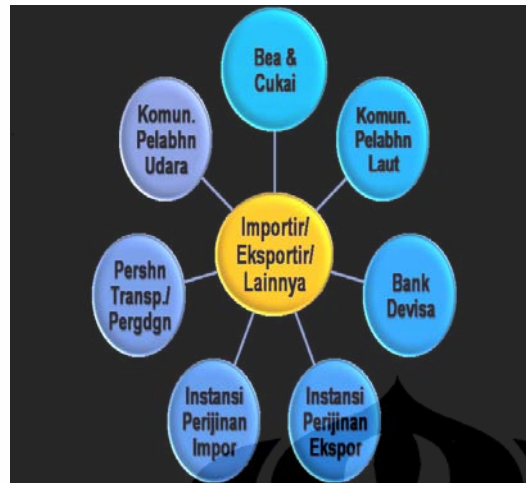 Bea &
Cukai
Komun.
Pelabhn
Udara
Komun.
Pelabhn
Laut
Importir/
Eksportir/
Lainnya
Pershn
Transp./
Pergdgn
Bank
Devisa
Instansi
Perijinan
Impor
Instansi
Perijinan
Ekspor